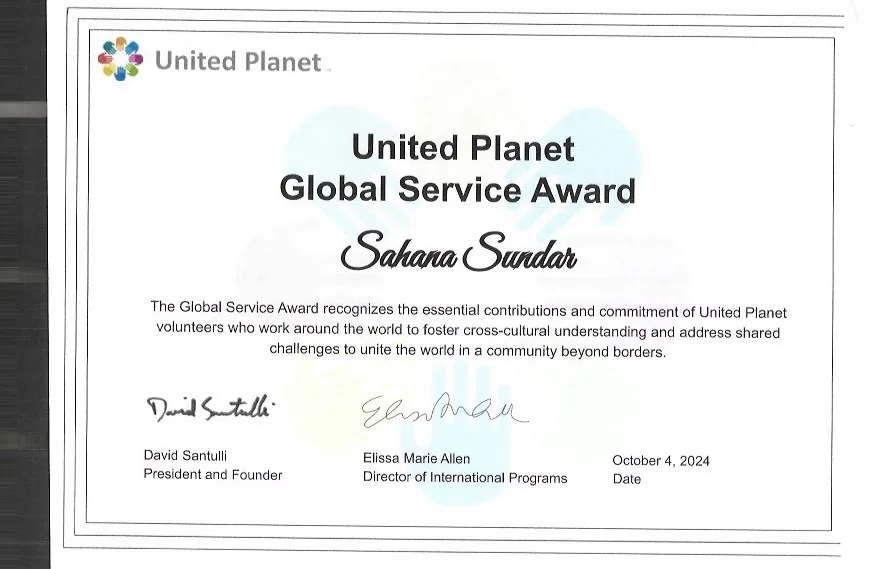 United Planet
United Planet
Global Service Award
Sahana Sundar
The Global Service Award recognizes the essential contributions and commitment of United Planet
volunteers who work around the world to foster cross-cultural understanding and address shared
challenges to unite the world in a community beyond borders.
David Santulli
David Santulli
President and Founder
Elissa Marie Allen
Director of International Programs
October 4, 2024
Date